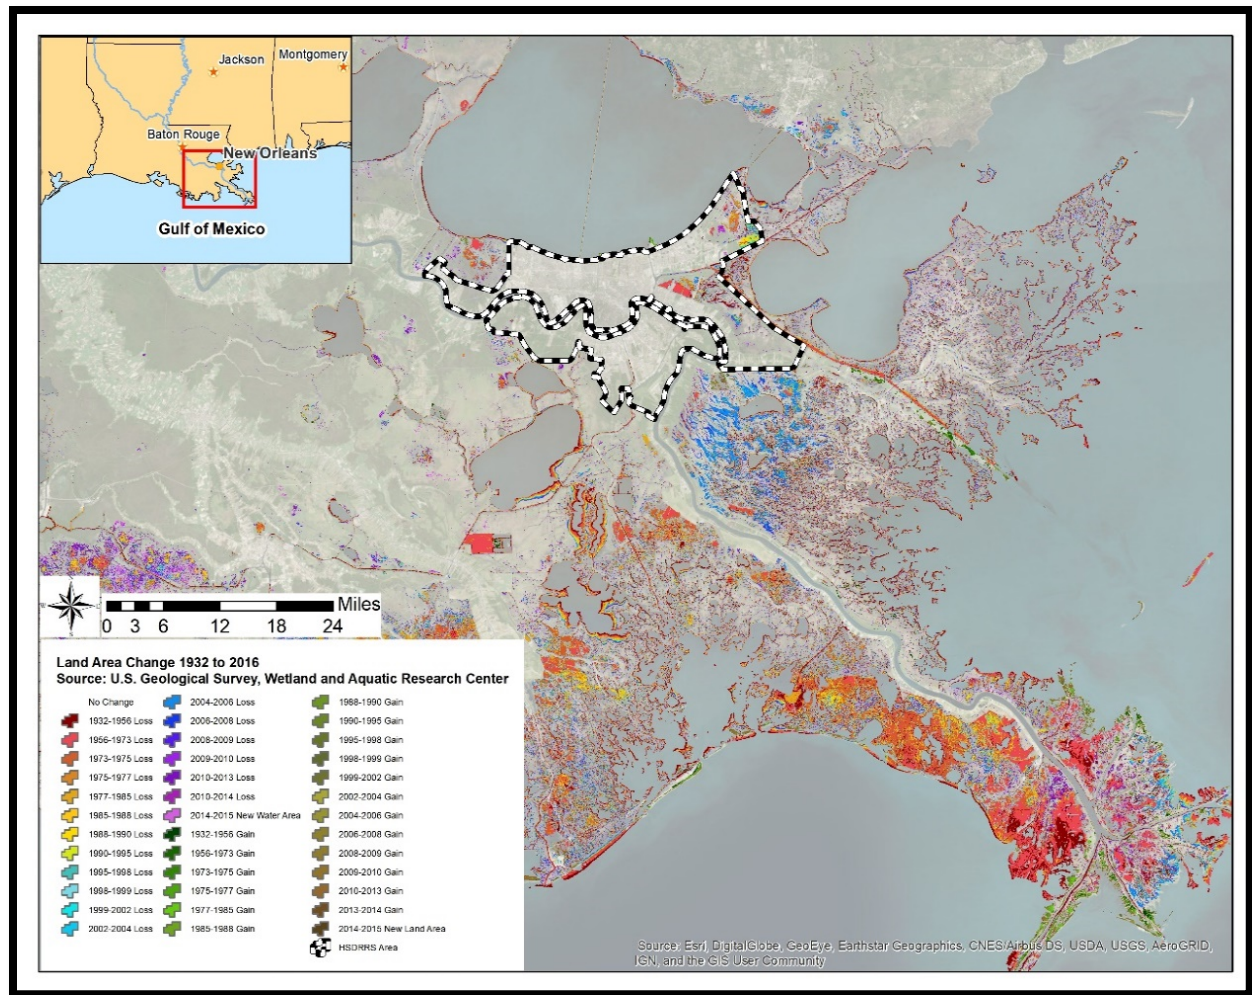 Jackson
Montgomery
Baton Rouge
New Orleans
Gulf of Mexico
Miles
0 3 6 12 18 24
Land Area Change 1932 to 2016
Source: U.S. Geological Survey, Wetland and Aquatic Research Center
No Change
1932-1956 Loss
1956-1973 Loss
1973-1975 Loss
1975-1977 Loss
1977-1985 Loss
1985-1988 Loss
1988-1990 Loss
1990-1995 Loss
1995-1998 Loss
1998-1999 Loss
1999-2002 Loss
2002-2004 Loss
2004-2006 Loss
2006-2008 Loss
2008-2009 Loss
2009-2010 Loss
2010-2013 Loss
2010-2014 Loss
2014-2015 New Water Area
1932-1956 Gain
1956-1973 Gain
1973-1975 Gain
1975-1977 Gain
1977-1985 Gain
1985-1988 Gain
1988-1990 Gain
1990-1995 Gain
1995-1998 Gain
1998-1999 Gain
1999-2002 Gain
2002-2004 Gain
2004-2006 Gain
2006-2008 Gain
2008-2009 Gain
2009-2010 Gain
2010-2013 Gain
2013-2014 Gain
2014-2015 New Land Area
HSDRRS Area
Source: Esri, DigitalGlobe, GeoEye, Earthstar Geographics, CNES/Airbus DS, USDA, USGS, AeroGRID,
IGN, and the GIS User Community